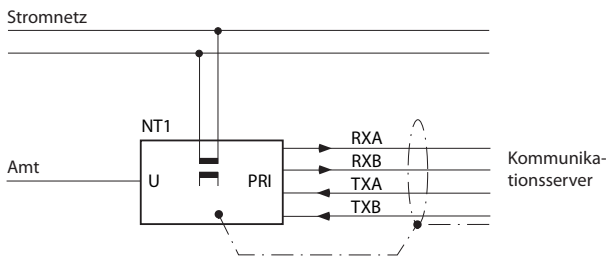 Stromnetz
NT1
Amt
U
PRI
RXA
RXB
TXA
TXB
Kommunika-
tionsserver